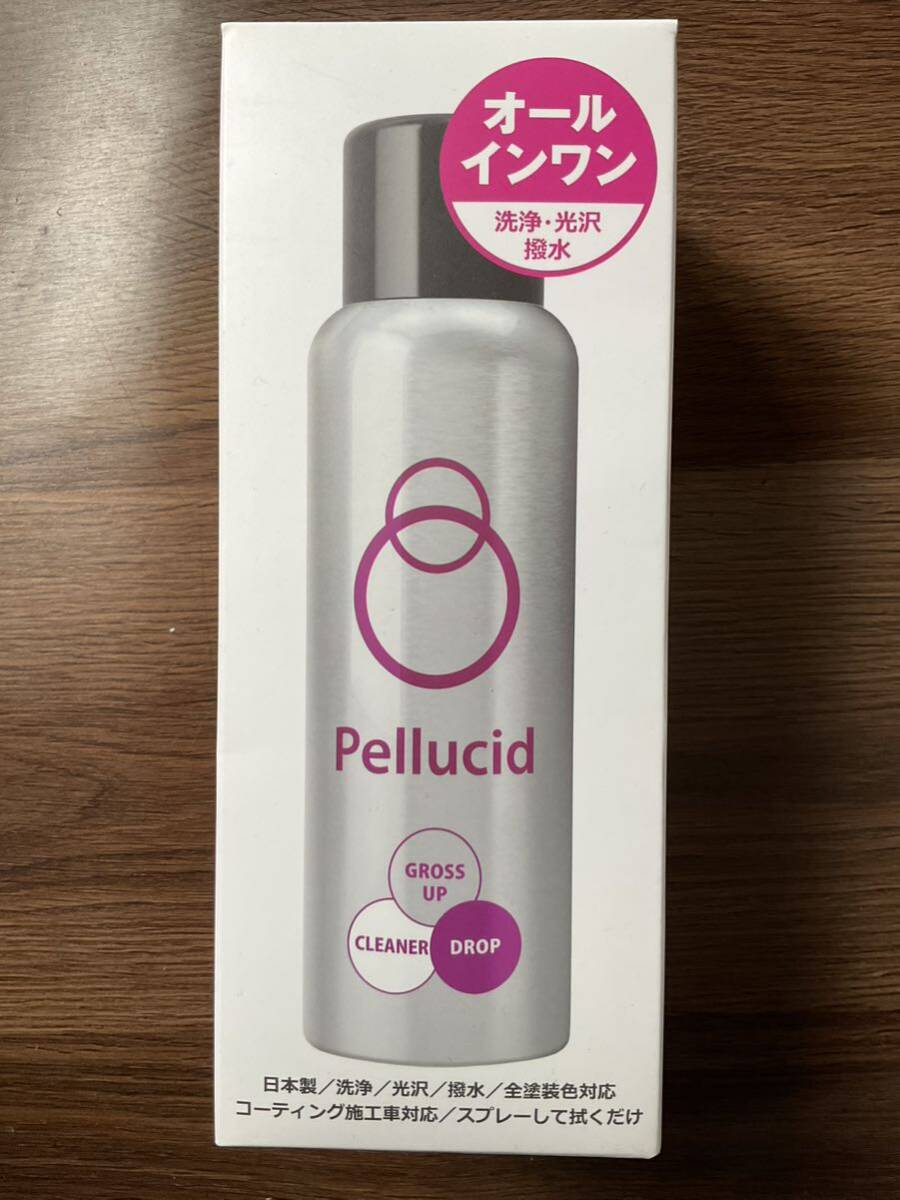 オール
インワン
洗浄・光沢
撥水
Pellucid
GROSS
UP
CLEANER
DROP
日本製／洗浄／光沢／撥水／全塗装色対応
コーティング施工車対応／スプレーして拭くだけ